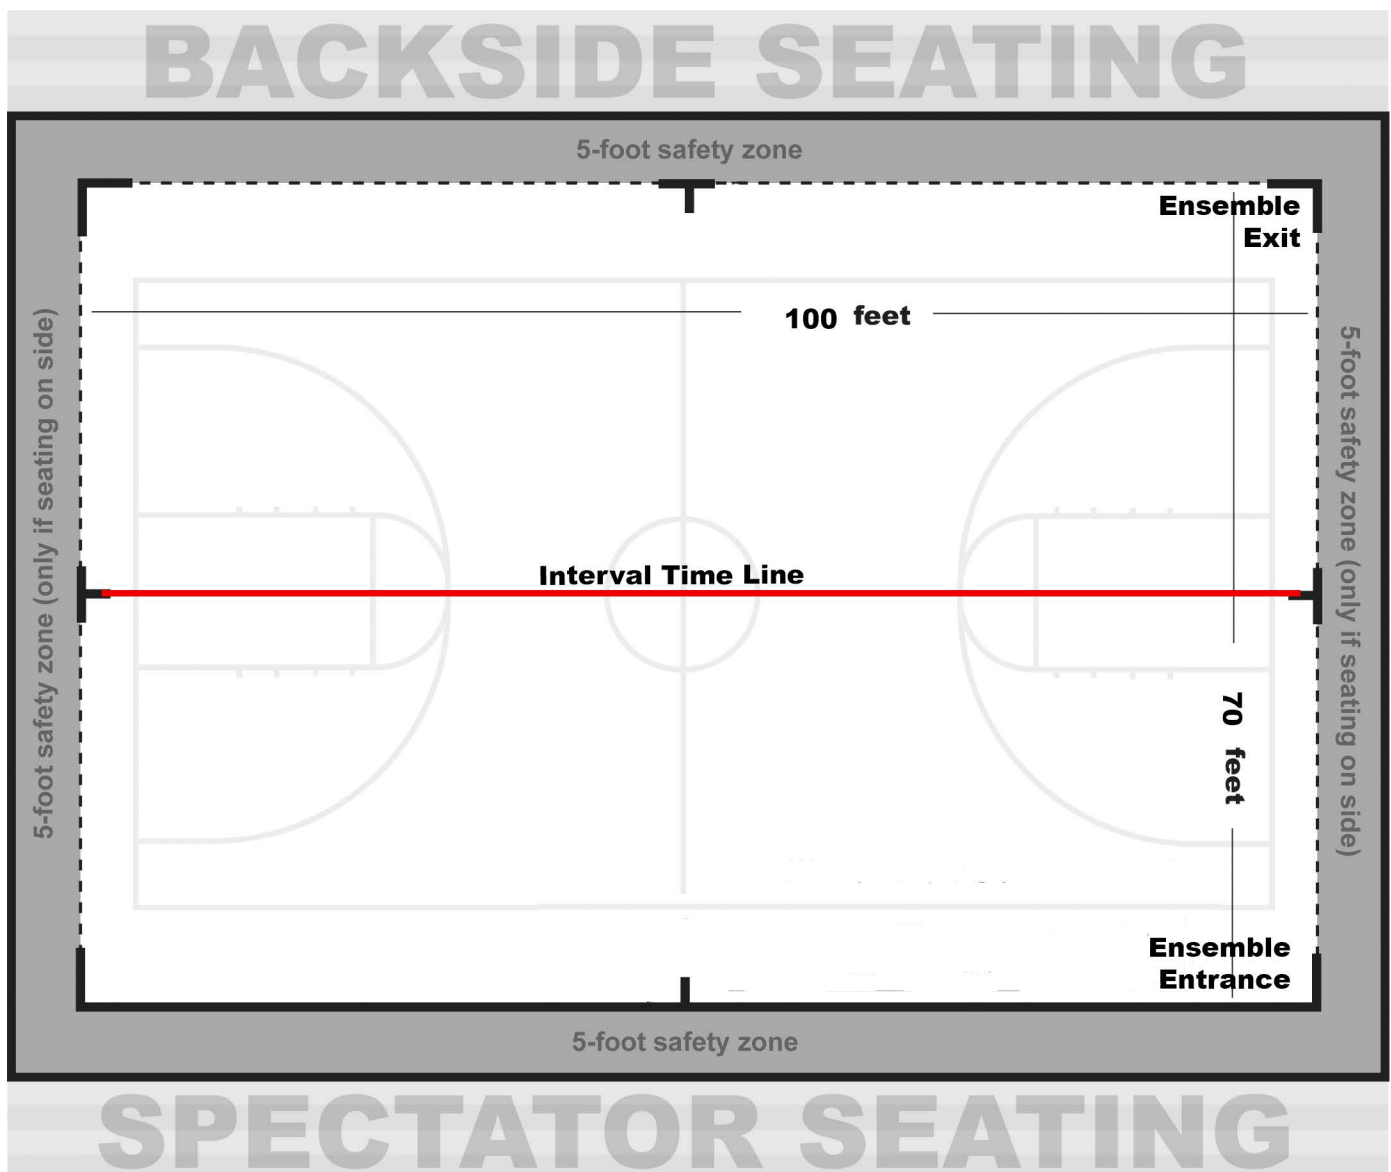 BACKSIDE SEATING
5-foot safety zone
Ensemble
Exit
100 feet
5-foot safety zone (only if seating on side)
5-foot safety zone (only if seating on side)
Interval Time Line
70 feet
Ensemble
Entrance
5-foot safety zone
SPECTATOR SEATING